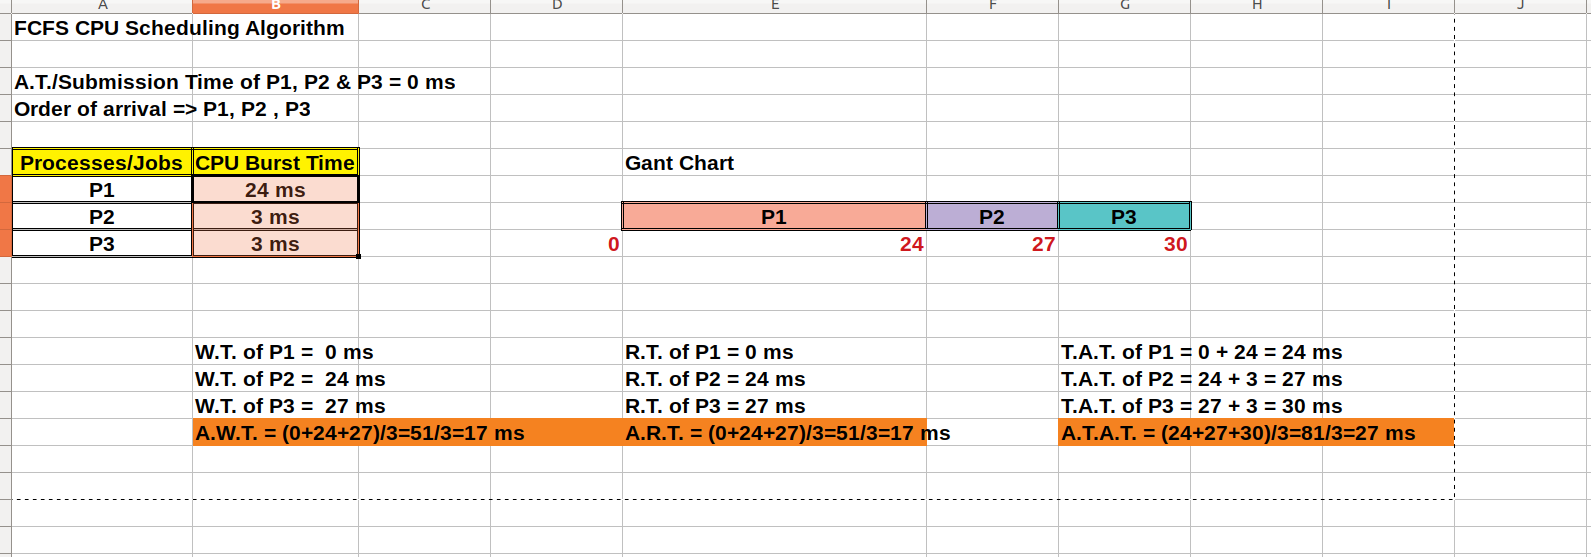 A B C D E F G H I J
FCFS CPU Scheduling Algorithm
A.T./Submission Time of P1, P2 & P3 = 0 ms
Order of arrival => P1, P2 , P3
Processes/Jobs CPU Burst Time Gant Chart
P1 24 ms
P2 3 ms P1 P2 P3
P3 3 ms 0 24 27 30
W.T. of P1 =  0 ms R.T. of P1 = 0 ms T.A.T. of P1 = 0 + 24 = 24 ms
W.T. of P2 =  24 ms R.T. of P2 = 24 ms T.A.T. of P2 = 24 + 3 = 27 ms
W.T. of P3 =  27 ms R.T. of P3 = 27 ms T.A.T. of P3 = 27 + 3 = 30 ms
A.W.T. = (0+24+27)/3=51/3=17 ms A.R.T. = (0+24+27)/3=51/3=17 ms A.T.A.T. = (24+27+30)/3=81/3=27 ms